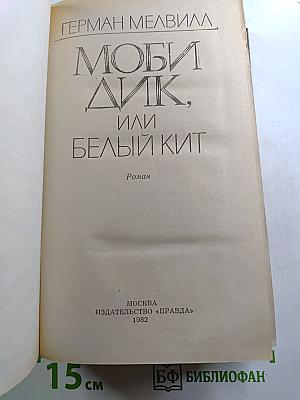 ГЕРМАН МЕЛВИЛЛ
МОБИ
ДИК,
ИЛИ
БЕЛЫЙ КИТ
Роман
МОСКВА
ИЗДАТЕЛЬСТВО «ПРАВДА»
1982
15 см
БФ БИБЛИОФАН